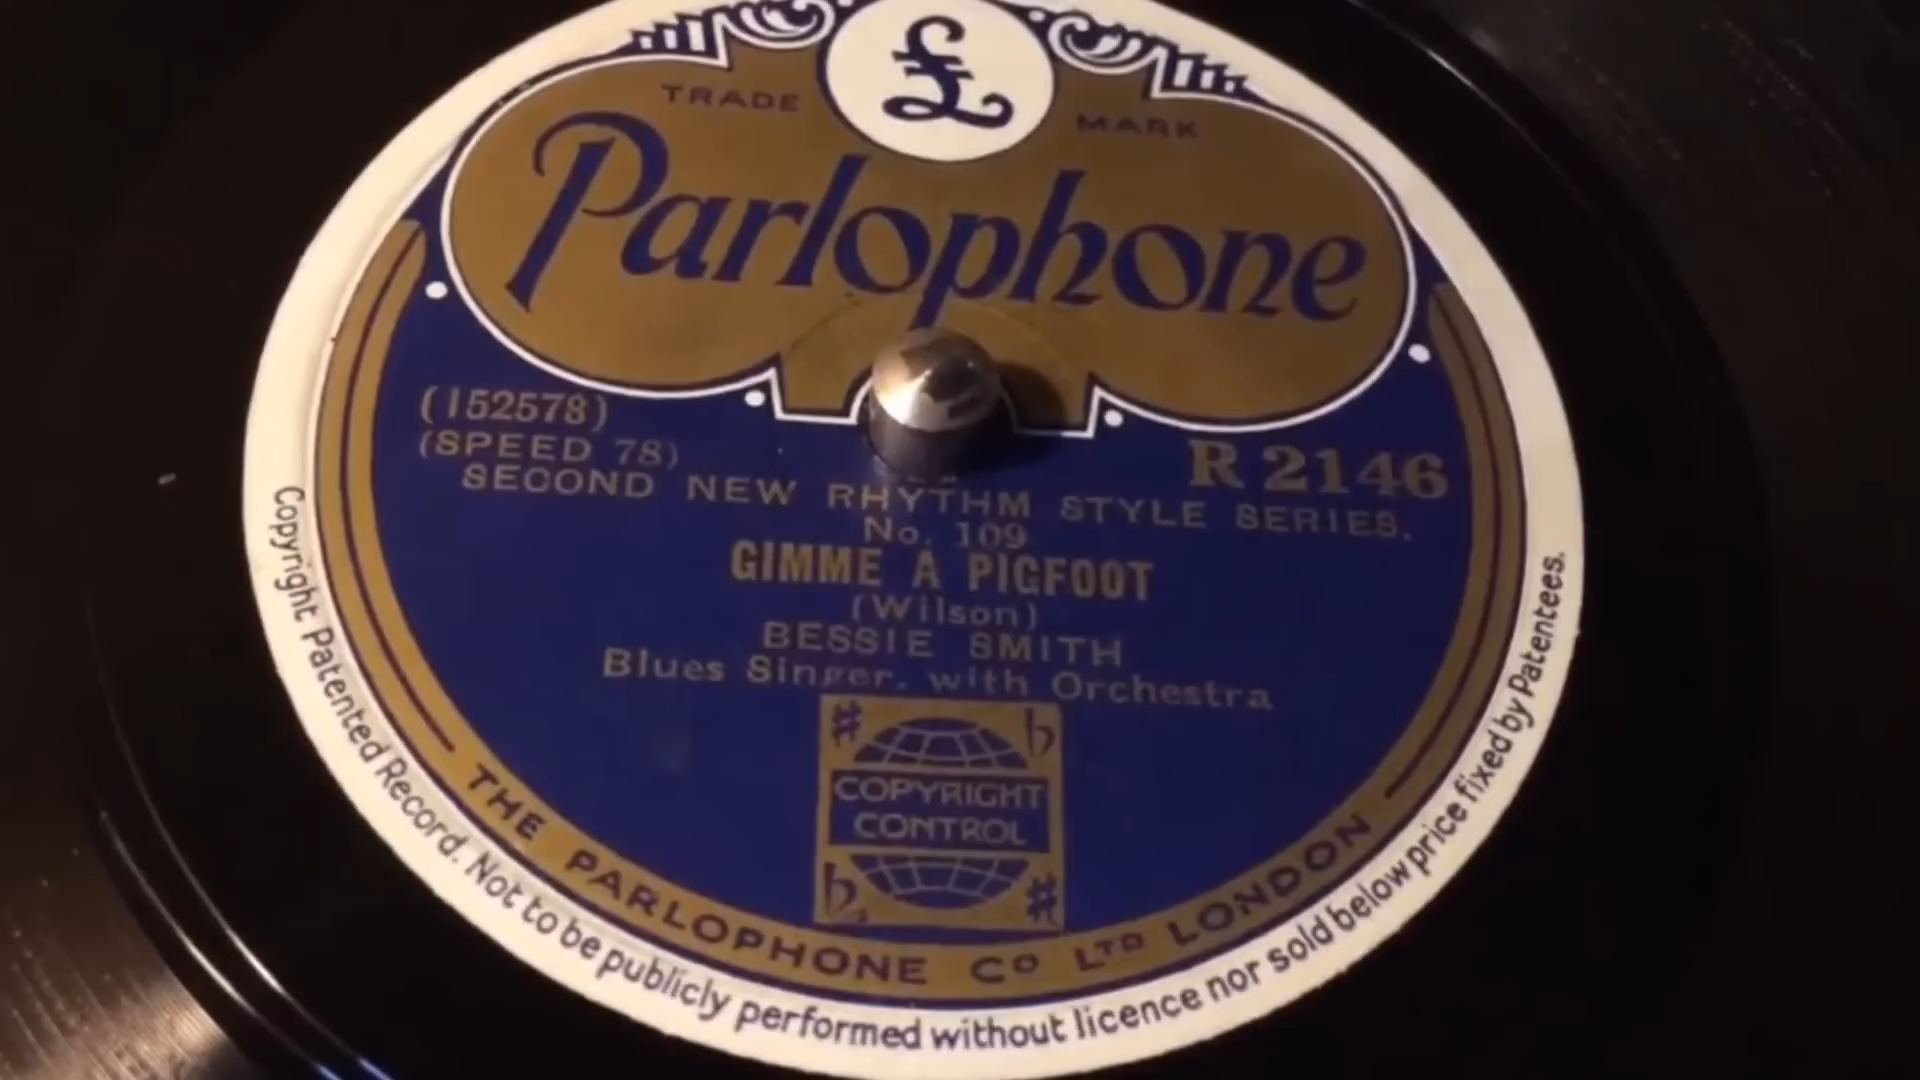 £
TRADE MARK
Parlophone
(152578)
(SPEED 78)
R 2146
SECOND NEW RHYTHM STYLE SERIES.
No. 109
GIMME A PIGFOOT
(Wilson)
BESSIE SMITH
Blues Singer, with Orchestra
COPYRIGHT
CONTROL
THE PARLOPHONE Co LTD LONDON
Copyright Patented Record. Not to be publicly performed without licence nor sold below price fixed by Patentees.